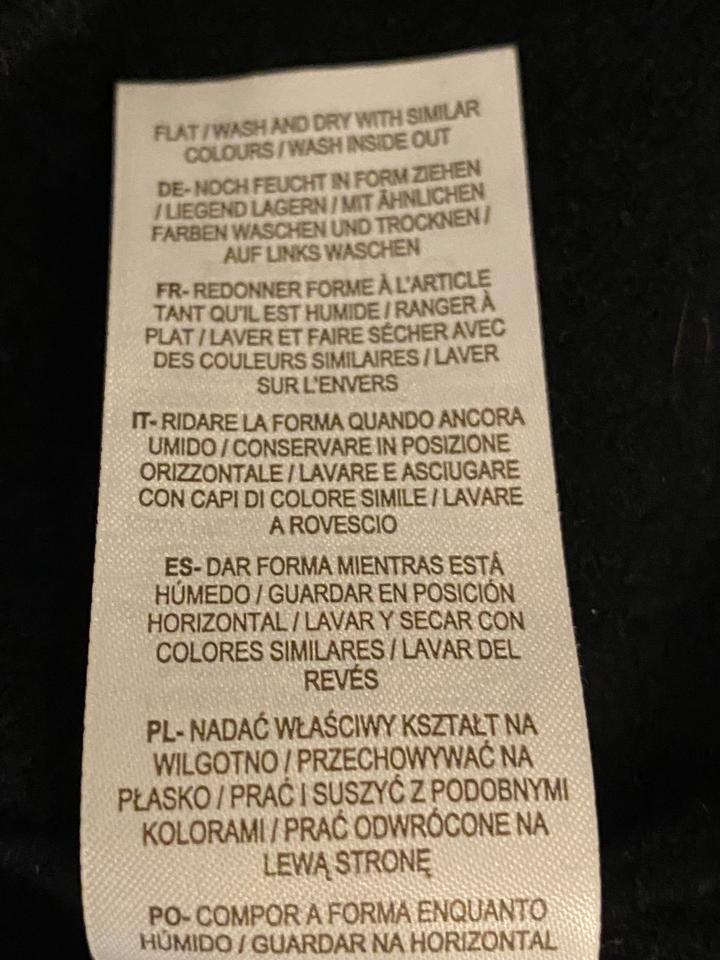 FLAT / WASH AND DRY WITH SIMILAR
COLOURS / WASH INSIDE OUT
DE- NOCH FEUCHT IN FORM ZIEHEN
/ LIEGEND LAGERN / MIT ÄHNLICHEN
FARBEN WASCHEN UND TROCKNEN /
AUF LINKS WASCHEN
FR- REDONNER FORME À L'ARTICLE
TANT QU'IL EST HUMIDE / RANGER À
PLAT / LAVER ET FAIRE SÉCHER AVEC
DES COULEURS SIMILAIRES / LAVER
SUR L'ENVERS
IT- RIDARE LA FORMA QUANDO ANCORA
UMIDO / CONSERVARE IN POSIZIONE
ORIZZONTALE / LAVARE E ASCIUGARE
CON CAPI DI COLORE SIMILE / LAVARE
A ROVESCIO
ES- DAR FORMA MIENTRAS ESTÁ
HÚMEDO / GUARDAR EN POSICIÓN
HORIZONTAL / LAVAR Y SECAR CON
COLORES SIMILARES / LAVAR DEL
REVÉS
PL- NADAĆ WŁAŚCIWY KSZTAŁT NA
WILGOTNO / PRZECHOWYWAĆ NA
PŁASKO / PRAĆ I SUSZYĆ Z PODOBNYMI
KOLORAMI / PRAĆ ODWRÓCONE NA
LEWĄ STRONĘ
PO- COMPOR A FORMA ENQUANTO
HÚMIDO / GUARDAR NA HORIZONTAL